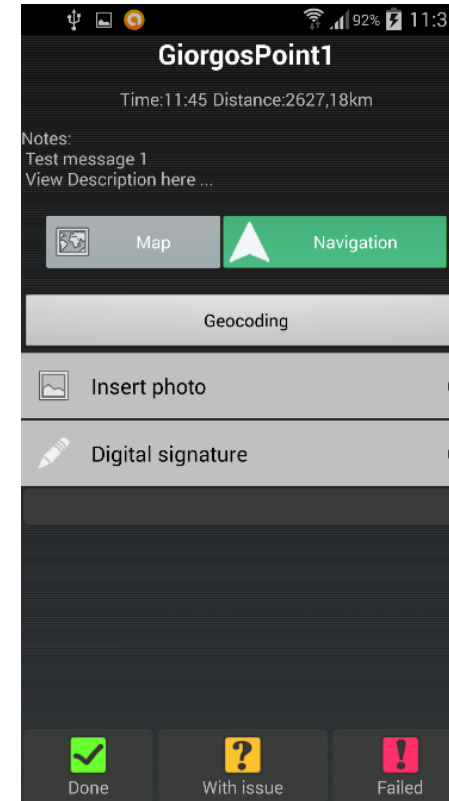 92% 11:3
GiorgosPoint1
Time:11:45 Distance:2627,18km
Notes:
Test message 1
View Description here ...
Map
Navigation
Geocoding
Insert photo
Digital signature
Done
With issue
Failed